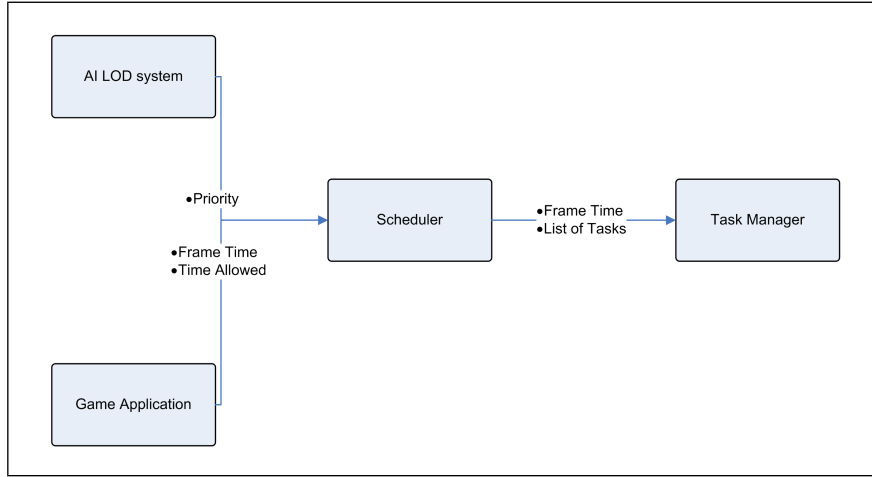 AI LOD system
•Priority
Scheduler
•Frame Time
•List of Tasks
Task Manager
•Frame Time
•Time Allowed
Game Application